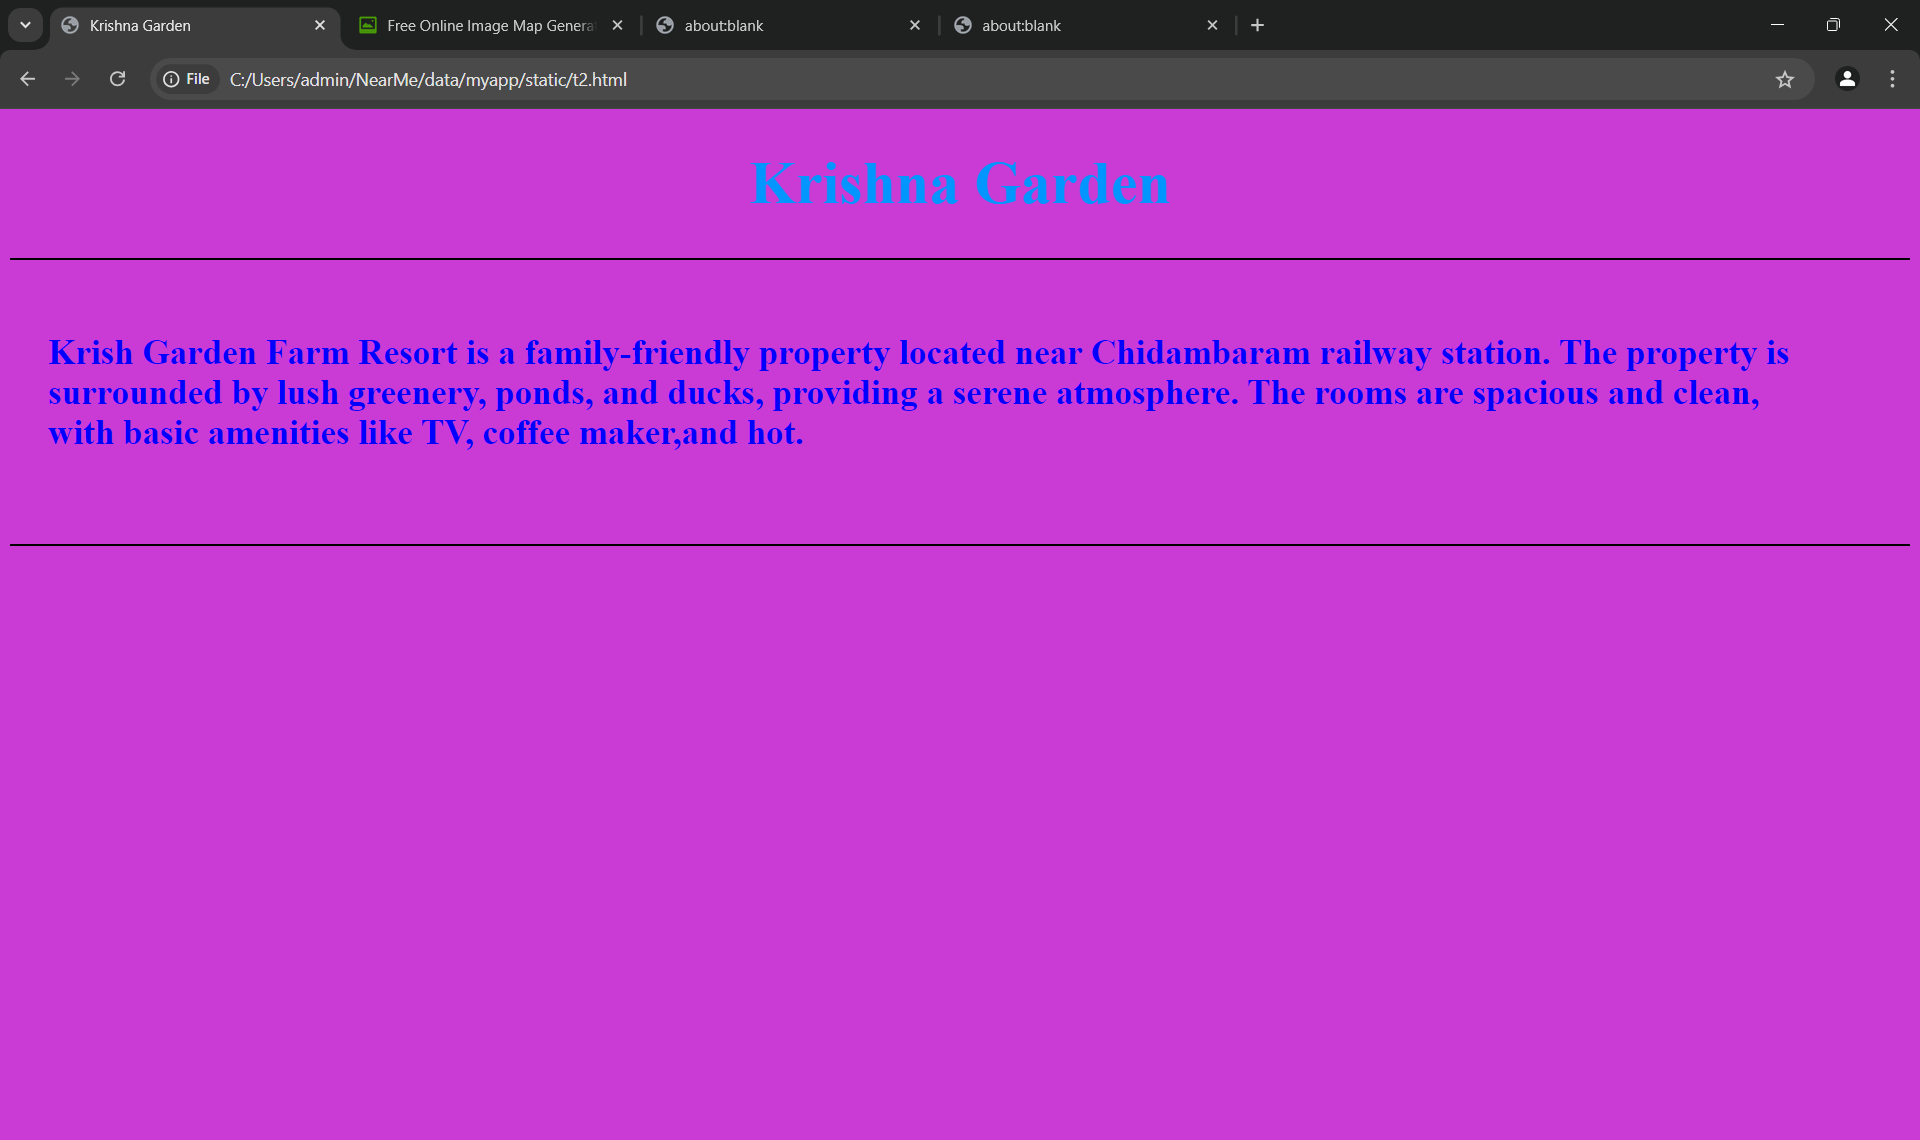 Krishna Garden
Free Online Image Map Genera
about:blank
about:blank
File
C:/Users/admin/NearMe/data/myapp/static/t2.html
Krishna Garden
Krish Garden Farm Resort is a family-friendly property located near Chidambaram railway station. The property is
surrounded by lush greenery, ponds, and ducks, providing a serene atmosphere. The rooms are spacious and clean,
with basic amenities like TV, coffee maker,and hot.